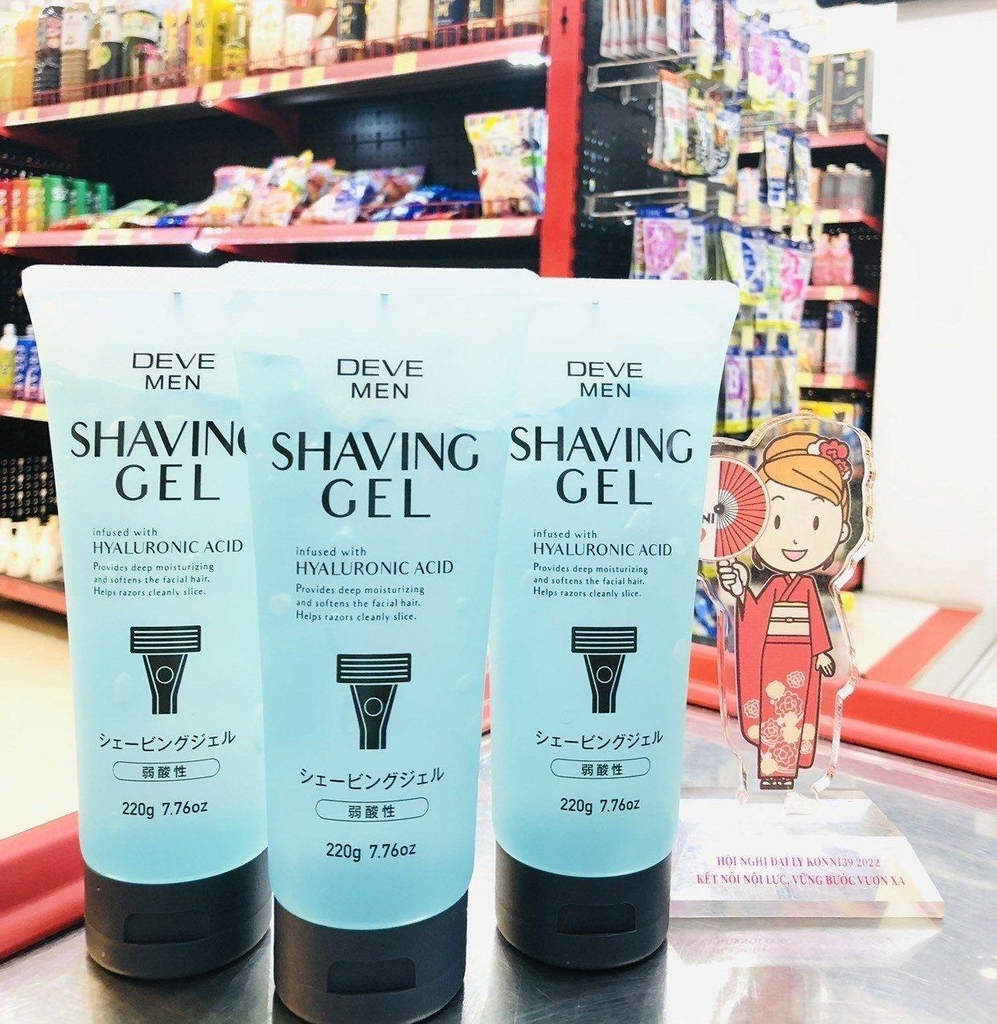 DEVE
MEN
SHAVING
GEL
infused with
HYALURONIC ACID
Provides deep moisturizing
and softens the facial hair.
Helps razors cleanly slice.
シェービングジェル
弱酸性
220g 7.76oz
DEVE
MEN
SHAVING
GEL
infused with
HYALURONIC ACID
Provides deep moisturizing
and softens the facial hair.
Helps razors cleanly slice.
シェービングジェル
弱酸性
220g 7.76oz
DEVE
MEN
SHAVING
GEL
infused with
HYALURONIC ACID
Provides deep moisturizing
and softens the facial hair.
Helps razors cleanly slice.
シェービングジェル
弱酸性
220g 7.76oz
HỘI NGHỊ ĐẠI LÝ KONNI39 2022
KẾT NỐI NỘI LỰC, VỮNG BƯỚC VƯƠN XA